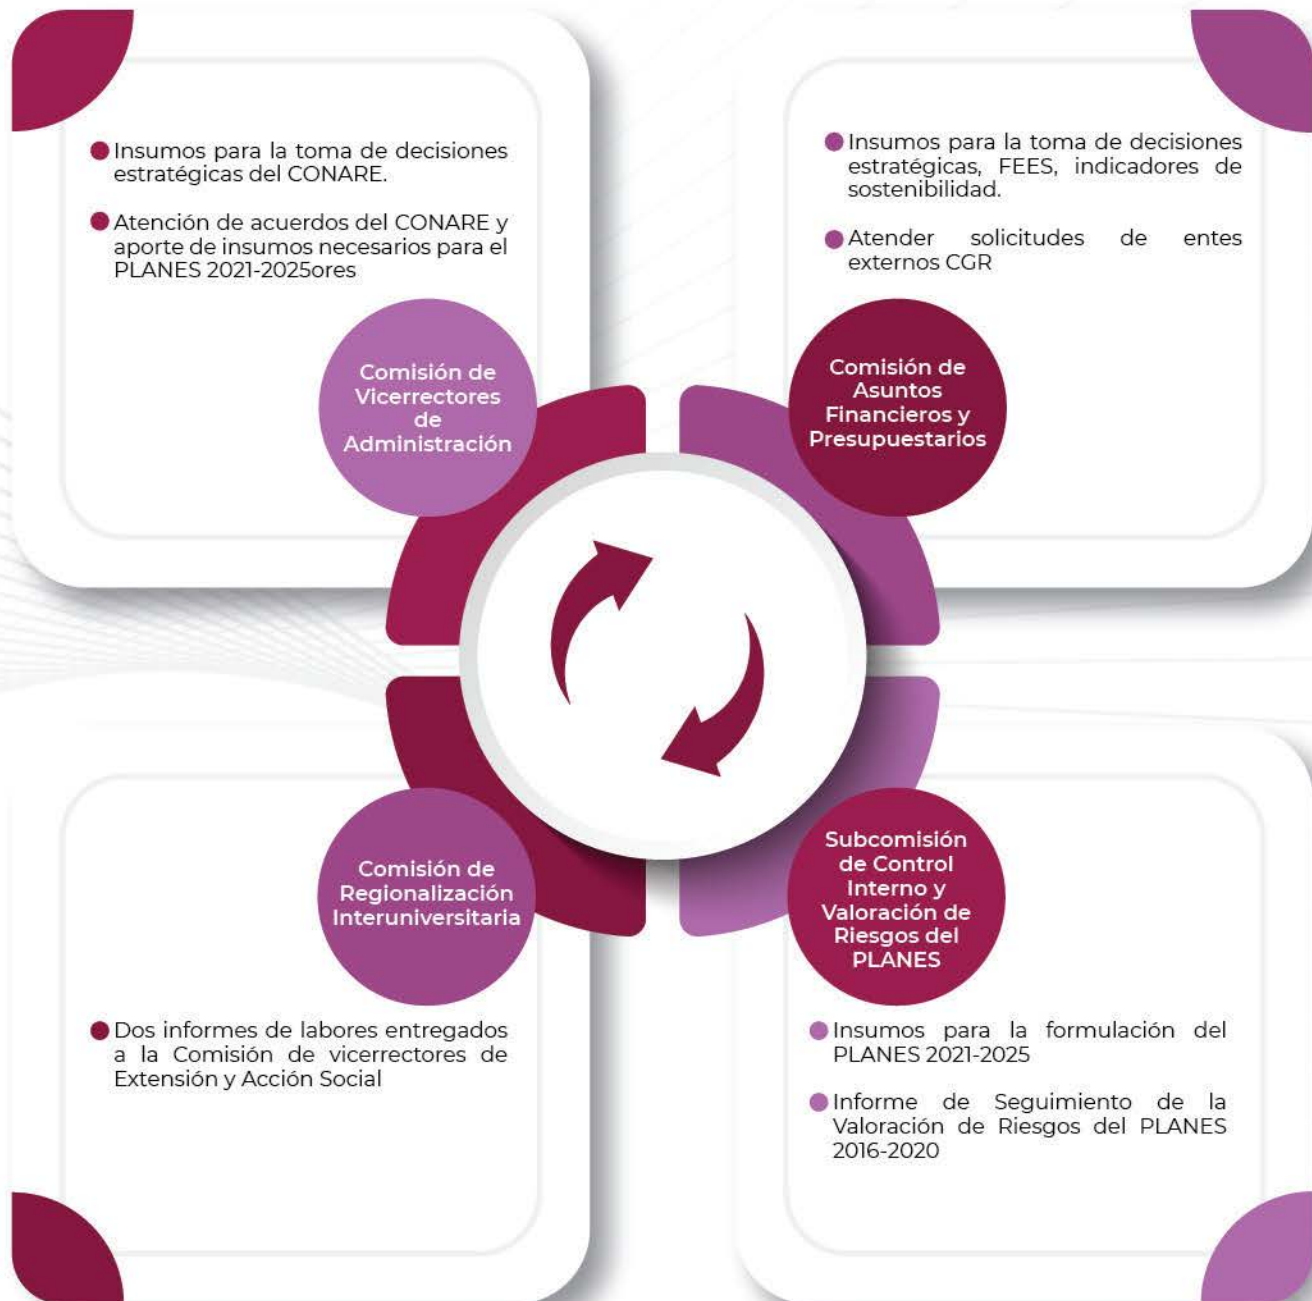 Insumos para la toma de decisiones
estratégicas del CONARE.
Atención de acuerdos del CONARE y
aporte de insumos necesarios para el
PLANES 2021-2025ores
Comisión de
Vicerrectores
de
Administración
Insumos para la toma de decisiones
estratégicas, FEES, indicadores de
sostenibilidad.
Atender solicitudes de entes
externos CGR
Comisión de
Asuntos
Financieros y
Presupuestarios
Comisión de
Regionalización
Interuniversitaria
Dos informes de labores entregados
a la Comisión de vicerrectores de
Extensión y Acción Social
Subcomisión
de Control
Interno y
Valoración de
Riesgos del
PLANES
Insumos para la formulación del
PLANES 2021-2025
Informe de Seguimiento de la
Valoración de Riesgos del PLANES
2016-2020